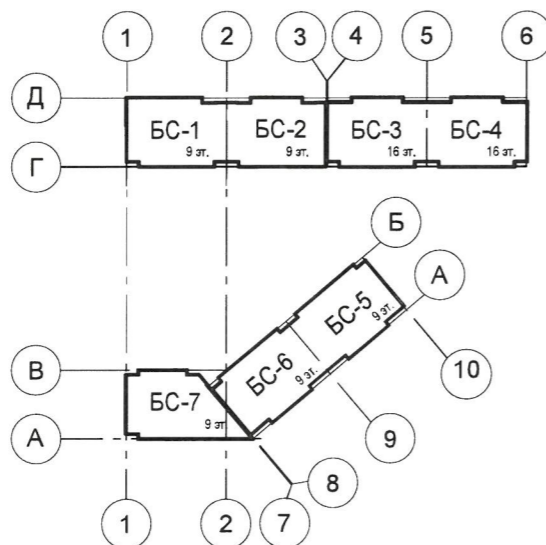 1 2 3 4 5 6
Д
БС-1 БС-2 БС-3 БС-4
9 эт. 9 эт. 16 эт. 16 эт.
Г
Б
А
БС-5
9 эт.
БС-6
9 эт.
10
В
БС-7
9 эт.
А
9
8
1 2 7